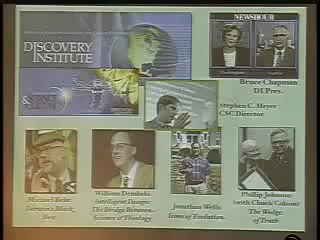 DISCOVERY
INSTITUTE
NEWSHOUR
Bruce Chapman
DI Pres.
Stephen C. Meyer
CSC Director
Michael Behe:
Darwin's Black
Box
William Dembski
Intelligent Design:
The Bridge Between
Science & Theology
Jonathan Wells
Icons of Evolution
Phillip Johnson
(with Chuck Colson)
The Wedge
of Truth